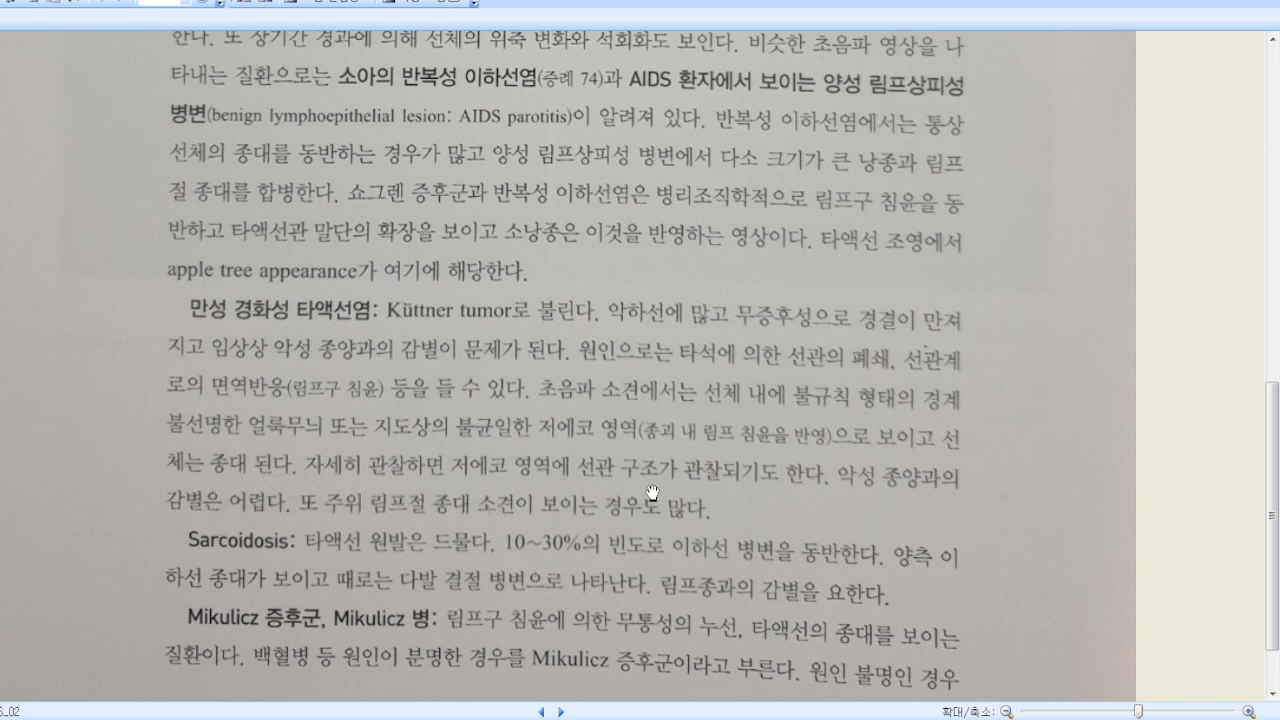 한다. 또 장기간 경과에 의해 선체의 위축 변화와 석회화도 보인다. 비슷한 초음파 영상을 나
타내는 질환으로는 소아의 반복성 이하선염(증례 74)과 AIDS 환자에서 보이는 양성 림프상피성
병변(benign lymphoepithelial lesion: AIDS parotitis)이 알려져 있다. 반복성 이하선염에서는 통상
선체의 종대를 동반하는 경우가 많고 양성 림프상피성 병변에서 다소 크기가 큰 낭종과 림프
절 종대를 합병한다. 쇼그렌 증후군과 반복성 이하선염은 병리조직학적으로 림프구 침윤을 동
반하고 타액선관 말단의 확장을 보이고 소낭종은 이것을 반영하는 영상이다. 타액선 조영에서
apple tree appearance가 여기에 해당한다.
만성 경화성 타액선염: Küttner tumor로 불린다. 악하선에 많고 무증후성으로 경결이 만져
지고 임상상 악성 종양과의 감별이 문제가 된다. 원인으로는 타석에 의한 선관의 폐쇄, 선관계
로의 면역반응(림프구 침윤) 등을 들 수 있다. 초음파 소견에서는 선체 내에 불규칙 형태의 경계
불선명한 얼룩무늬 또는 지도상의 불균일한 저에코 영역(종괴 내 림프 침윤을 반영)으로 보이고 선
체는 종대 된다. 자세히 관찰하면 저에코 영역에 선관 구조가 관찰되기도 한다. 악성 종양과의
감별은 어렵다. 또 주위 림프절 종대 소견이 보이는 경우도 많다.
Sarcoidosis: 타액선 원발은 드물다. 10~30%의 빈도로 이하선 병변을 동반한다. 양측 이
하선 종대가 보이고 때로는 다발 결절 병변으로 나타난다. 림프종과의 감별을 요한다.
Mikulicz 증후군, Mikulicz 병: 림프구 침윤에 의한 무통성의 누선, 타액선의 종대를 보이는
질환이다. 백혈병 등 원인이 분명한 경우를 Mikulicz 증후군이라고 부른다. 원인 불명인 경우
6_02
확대/축소: